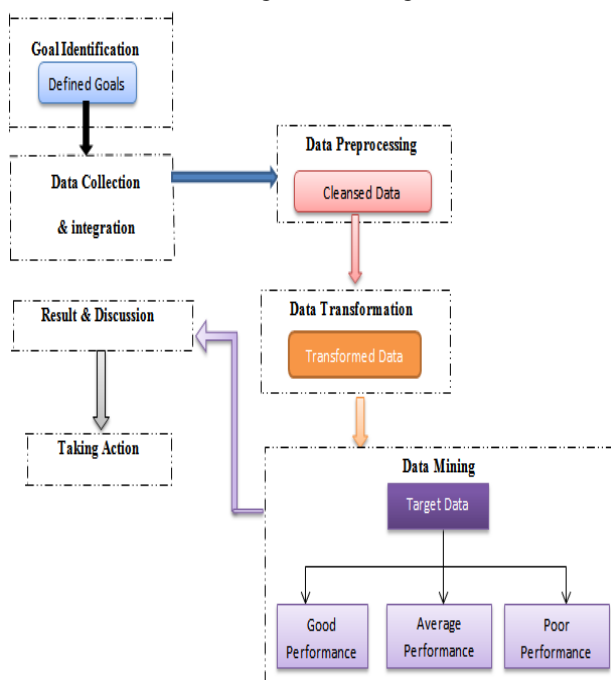 Goal Identification
Defined Goals
Data Collection
& integration
Data Preprocessing
Cleansed Data
Data Transformation
Transformed Data
Result & Discussion
Taking Action
Data Mining
Target Data
Good
Performance
Average
Performance
Poor
Performance